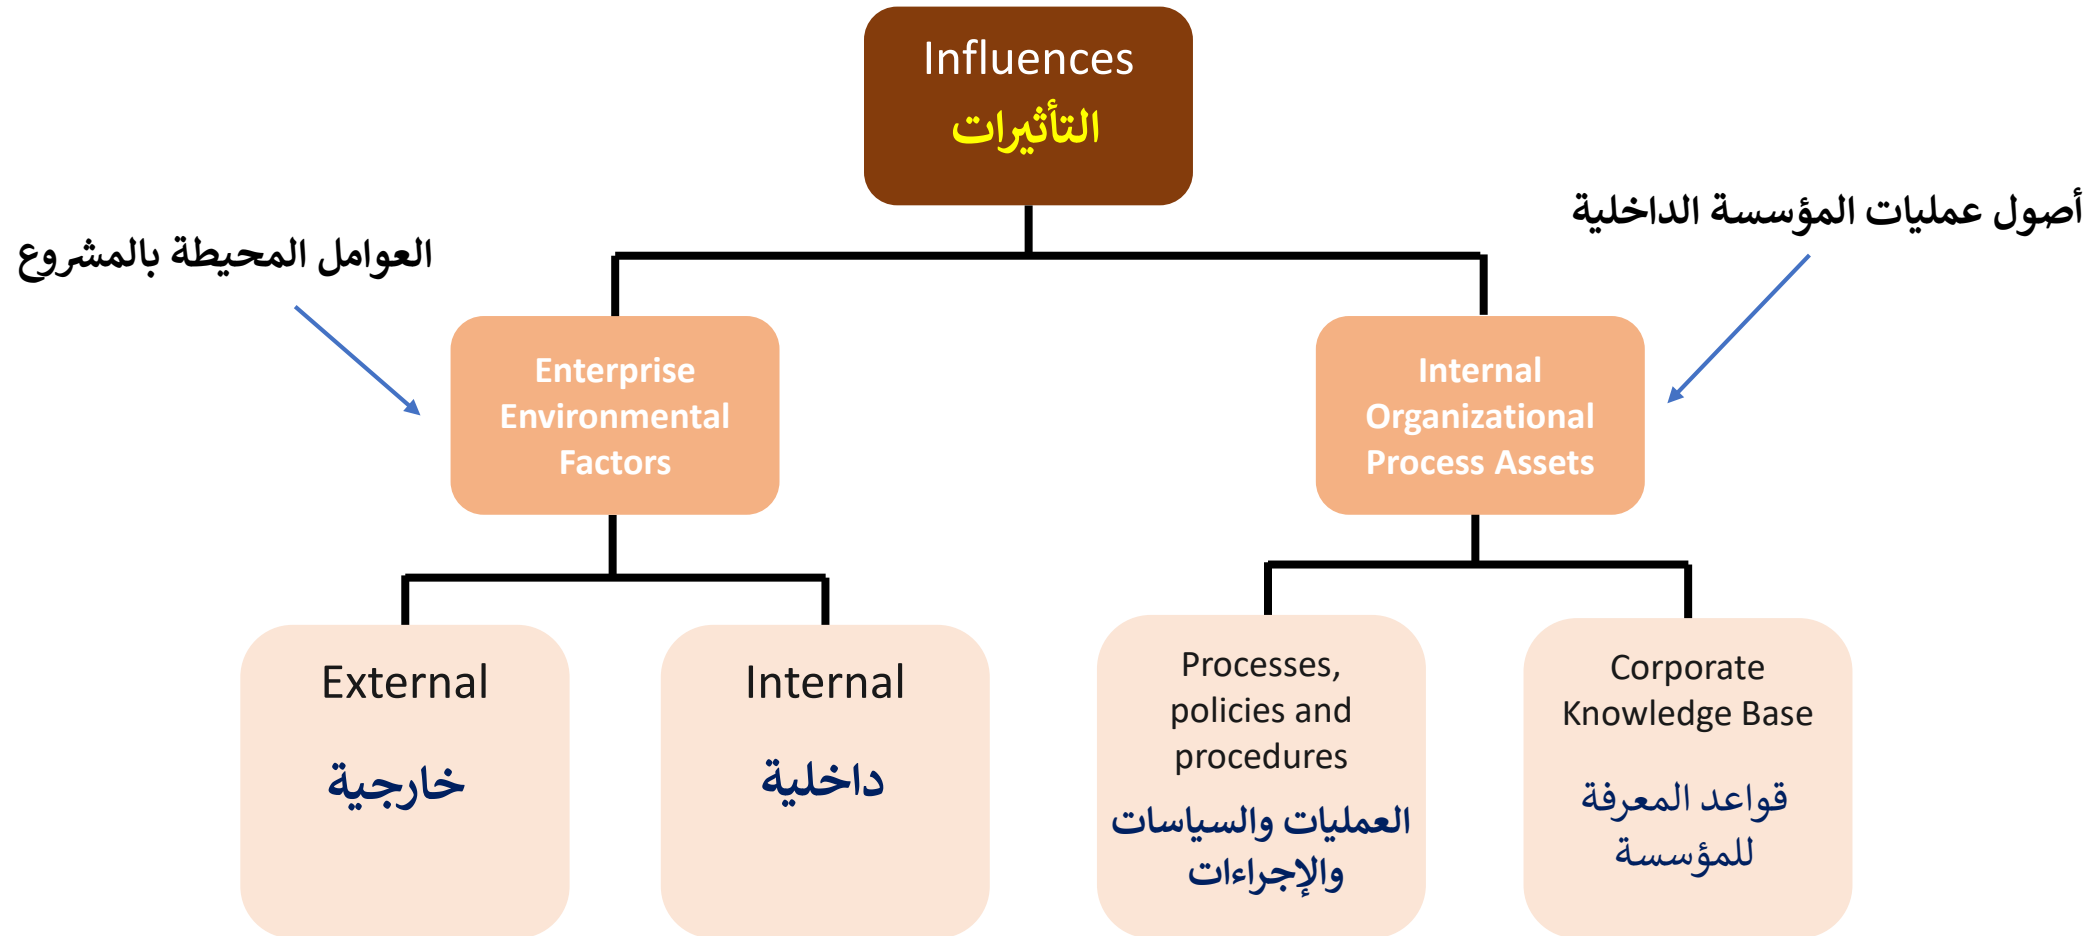 Influences
التأثيرات
أصول عمليات المؤسسة الداخلية
العوامل المحيطة بالمشروع
Enterprise
Environmental
Factors
Internal
Organizational
Process Assets
External
خارجية
Internal
داخلية
Processes,
policies and
procedures
العمليات والسياسات
والإجراءات
Corporate
Knowledge Base
قواعد المعرفة
للمؤسسة